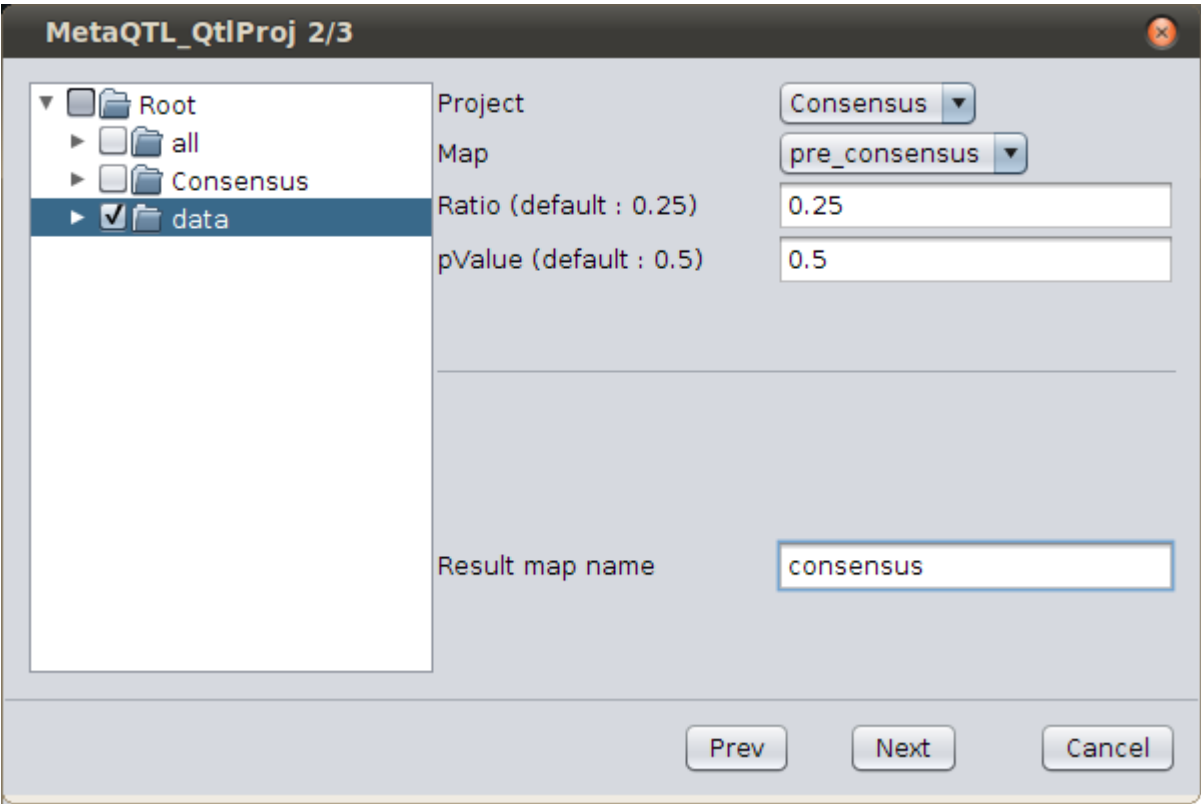 MetaQTL_QtlProj 2/3
Root
all
Consensus
data
Project
Consensus
Map
pre_consensus
Ratio (default : 0.25)
0.25
pValue (default : 0.5)
0.5
Result map name
consensus
Prev
Next
Cancel